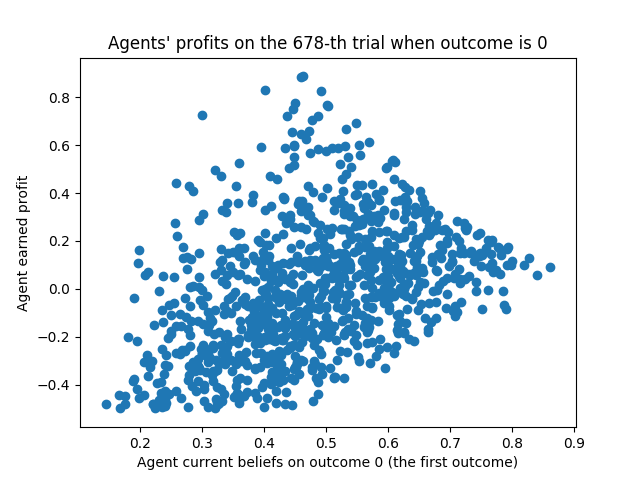 Agents' profits on the 678-th trial when outcome is 0
0.8
0.6
0.4
0.2
0.0
−0.2
−0.4
Agent earned profit
0.2 0.3 0.4 0.5 0.6 0.7 0.8 0.9
Agent current beliefs on outcome 0 (the first outcome)